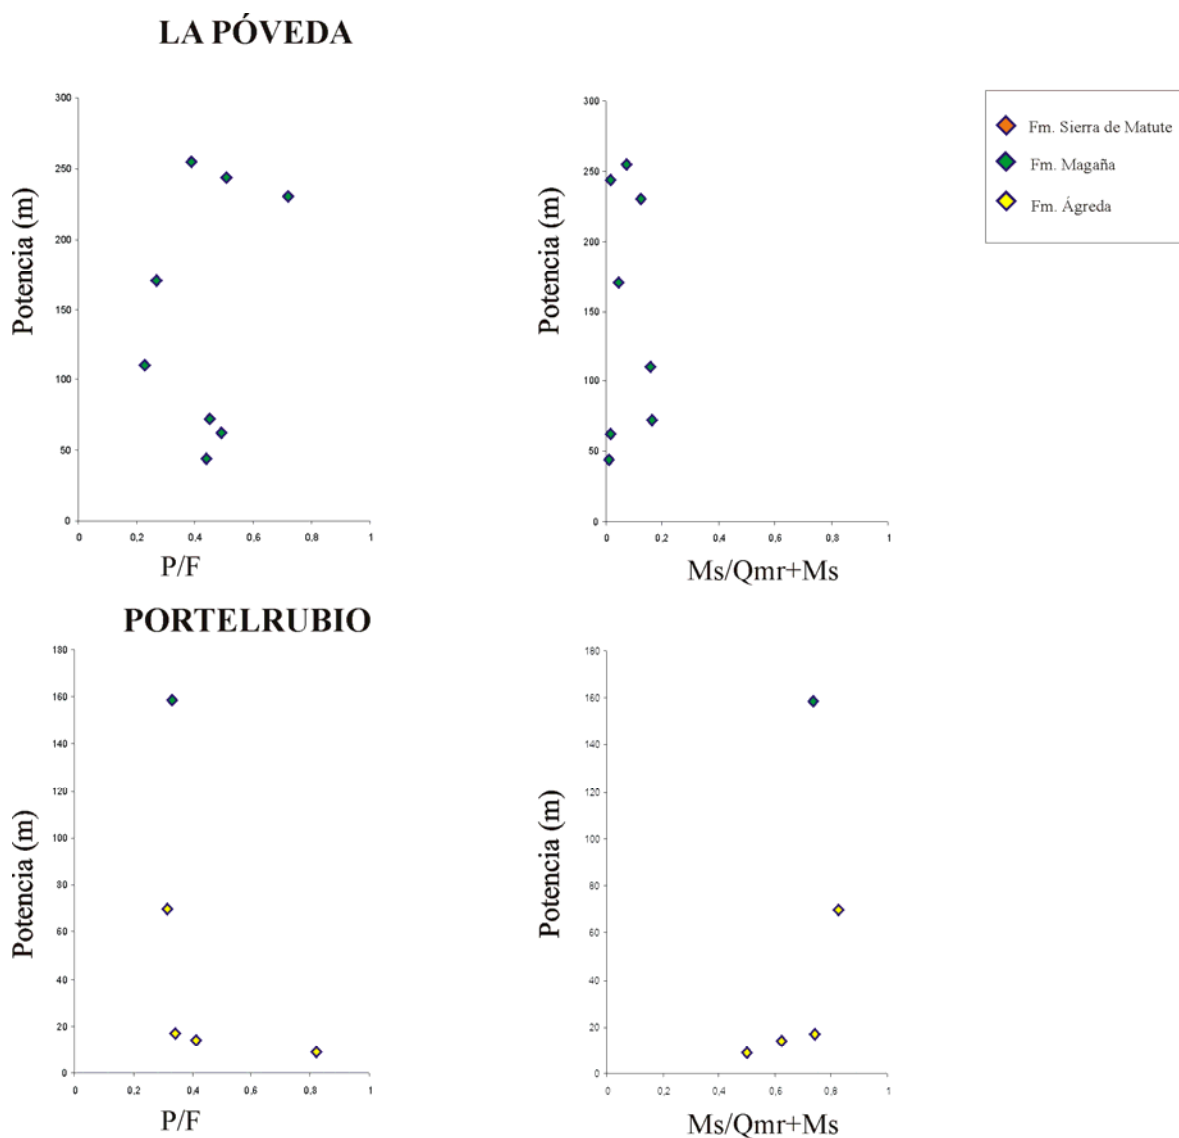 LA PÓVEDA
300
250
200
150
100
50
0
Potencia (m)
0 0,2 0,4 0,6 0,8 1
P/F
300
250
200
150
100
50
0
Potencia (m)
0 0,2 0,4 0,6 0,8 1
Ms/Qmr+Ms
Fm. Sierra de Matute
Fm. Magaña
Fm. Ágreda
PORTELRUBIO
180
160
140
120
100
80
60
40
20
0
Potencia (m)
0 0,2 0,4 0,6 0,8 1
P/F
180
160
140
120
100
80
60
40
20
0
Potencia (m)
0 0,2 0,4 0,6 0,8 1
Ms/Qmr+Ms